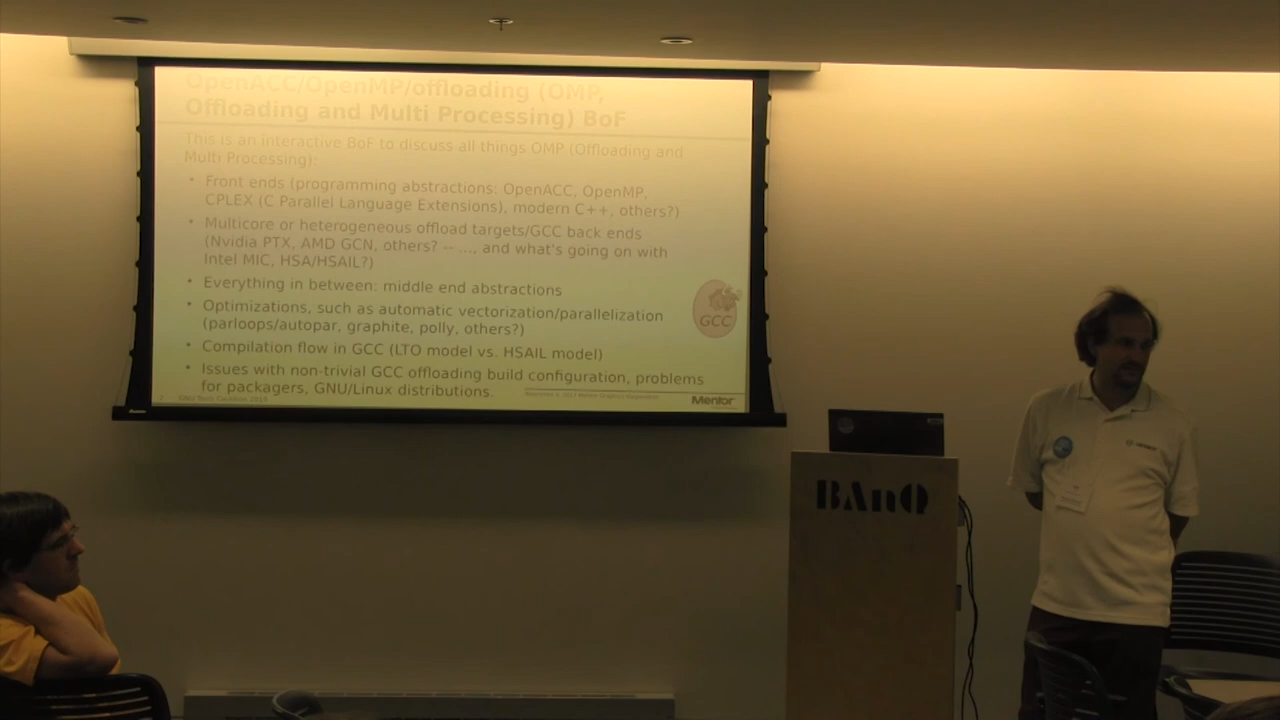 OpenACC/OpenMP/offloading (OMP,
Offloading and Multi Processing) BoF
This is an interactive BoF to discuss all things OMP (Offloading and
Multi Processing):
• Front ends (programming abstractions: OpenACC, OpenMP,
CPLEX (C Parallel Language Extensions), modern C++, others?)
• Multicore or heterogeneous offload targets/GCC back ends
(Nvidia PTX, AMD GCN, others? -- ..., and what's going on with
Intel MIC, HSA/HSAIL?)
• Everything in between: middle end abstractions
• Optimizations, such as automatic vectorization/parallelization
(parloops/autopar, graphite, polly, others?)
• Compilation flow in GCC (LTO model vs. HSAIL model)
• Issues with non-trivial GCC offloading build configuration, problems
for packagers, GNU/Linux distributions.
GCC
GNU Tools Cauldron
Mentor
BAnQ